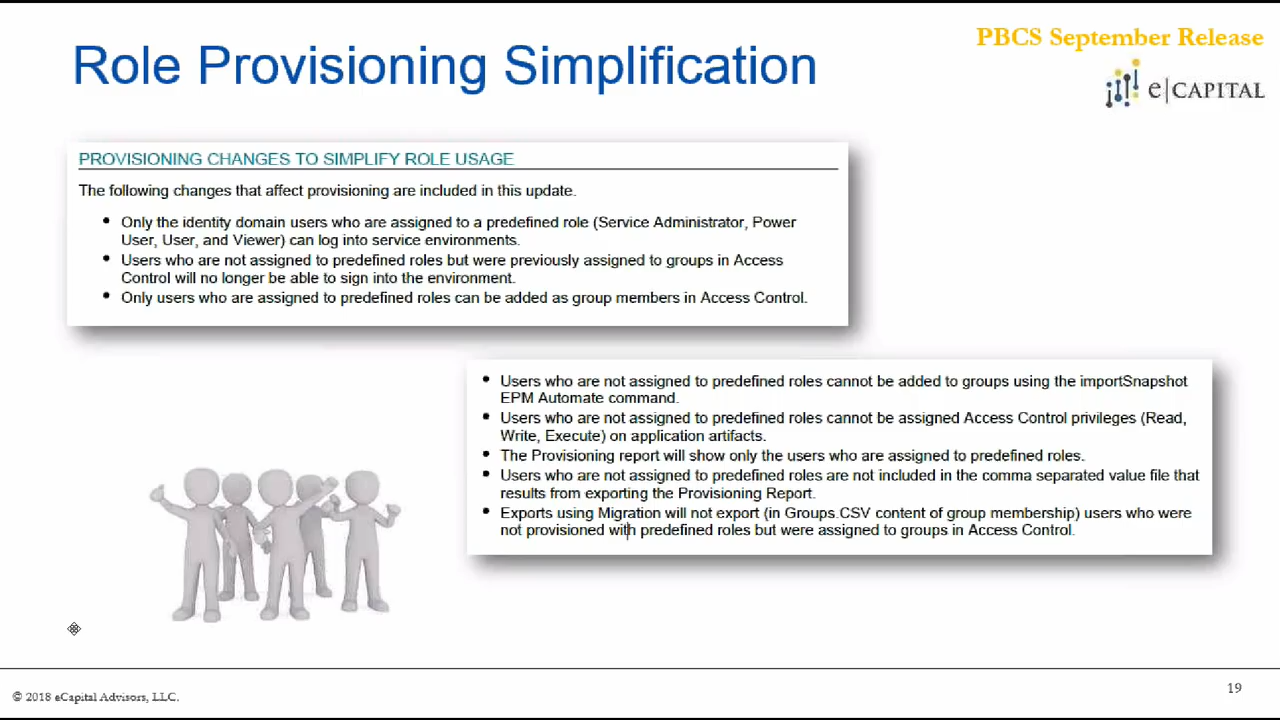 PBCS September Release
Role Provisioning Simplification
e|CAPITAL
PROVISIONING CHANGES TO SIMPLIFY ROLE USAGE
The following changes that affect provisioning are included in this update.
• Only the identity domain users who are assigned to a predefined role (Service Administrator, Power
User, User, and Viewer) can log into service environments.
• Users who are not assigned to predefined roles but were previously assigned to groups in Access
Control will no longer be able to sign into the environment.
• Only users who are assigned to predefined roles can be added as group members in Access Control.
• Users who are not assigned to predefined roles cannot be added to groups using the importSnapshot
EPM Automate command.
• Users who are not assigned to predefined roles cannot be assigned Access Control privileges (Read,
Write, Execute) on application artifacts.
• The Provisioning report will show only the users who are assigned to predefined roles.
• Users who are not assigned to predefined roles are not included in the comma separated value file that
results from exporting the Provisioning Report.
• Exports using Migration will not export (in Groups.CSV content of group membership) users who were
not provisioned with predefined roles but were assigned to groups in Access Control.
© 2018 eCapital Advisors, LLC.
19